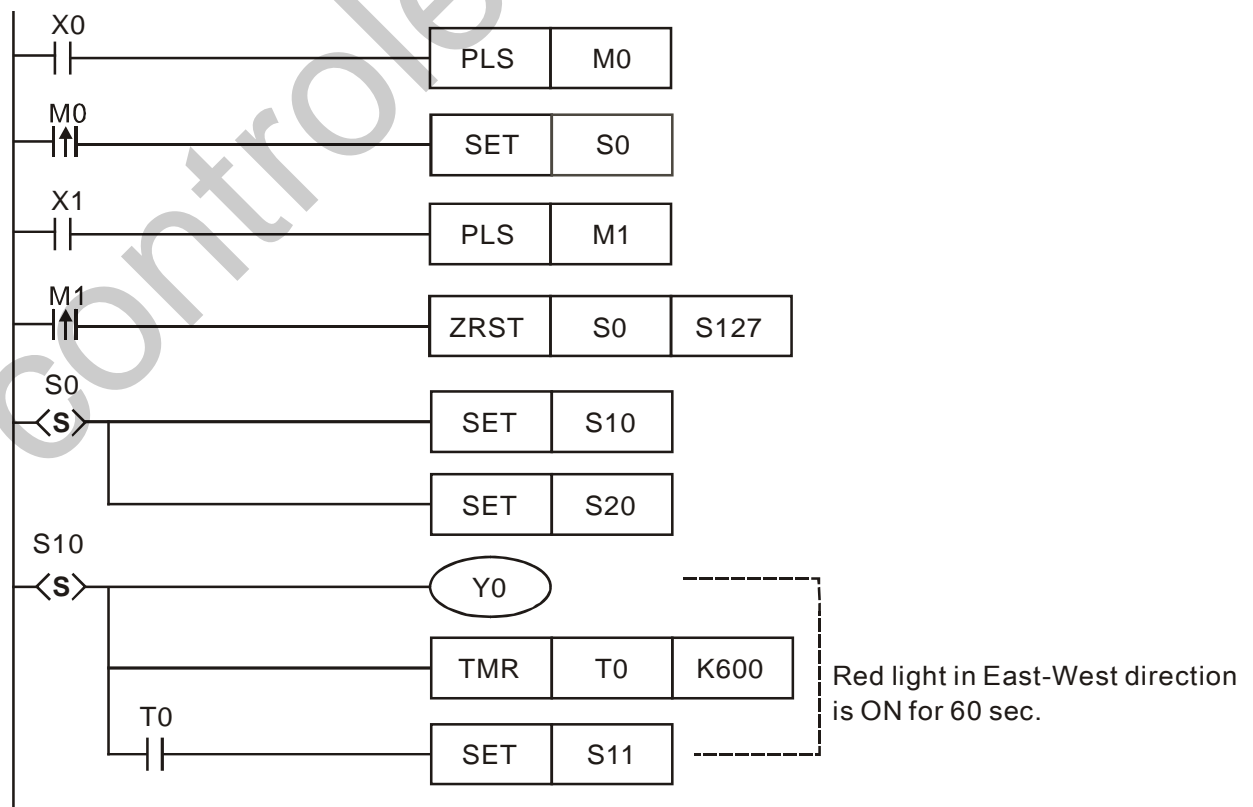 X0
PLS M0
M0
SET S0
X1
PLS M1
M1
ZRST S0 S127
S0
S
SET S10
SET S20
S10
S
Y0
TMR T0 K600
Red light in East-West direction
is ON for 60 sec.
T0
SET S11
controle